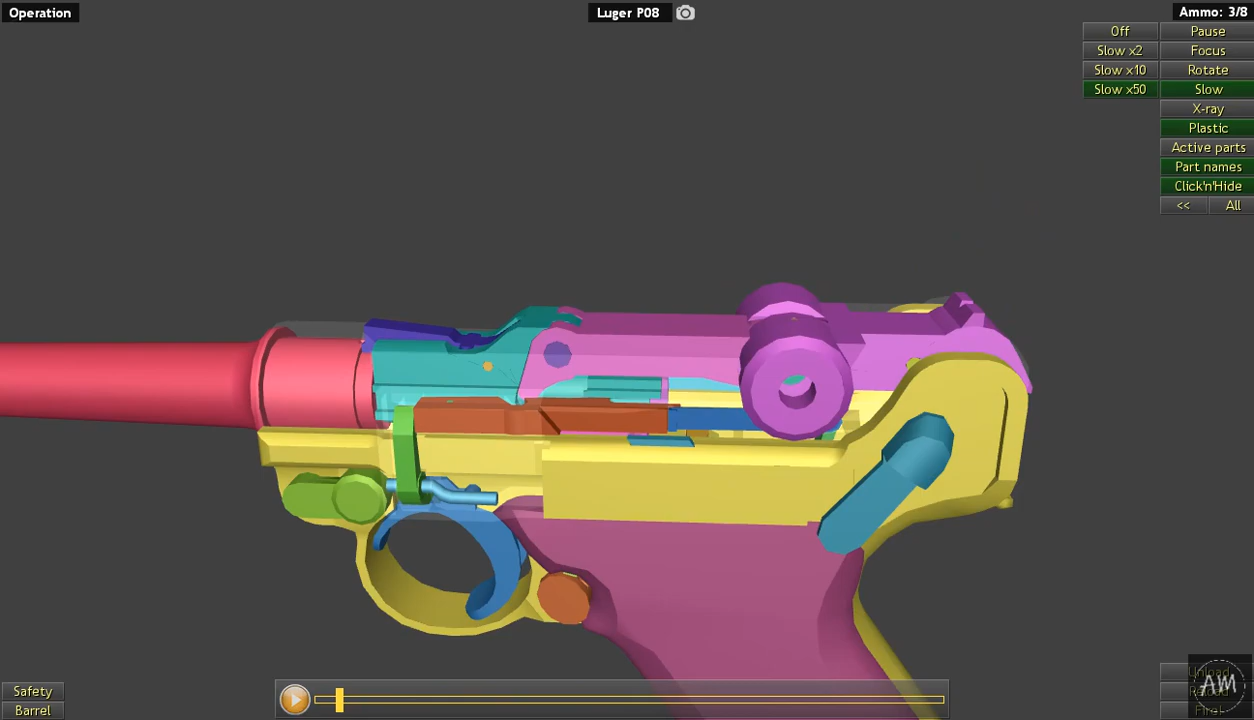 Operation
Luger P08
Ammo: 3/8
Off
Pause
Slow x2
Focus
Slow x10
Rotate
Slow x50
Slow
X-ray
Plastic
Active parts
Part names
Click'n'Hide
<<
All
Safety
Barrel
AM